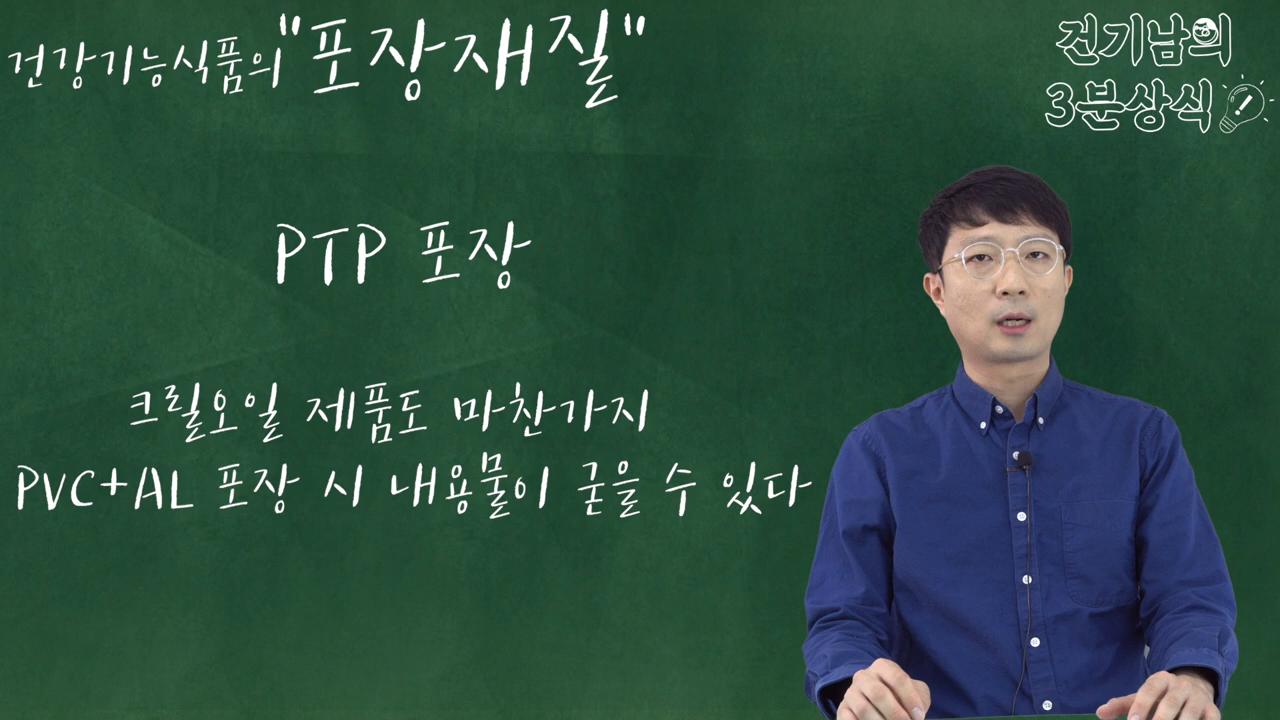 건강기능식품의 "포장재질"
건기남의
3분상식
PTP 포장
크릴오일 제품도 마찬가지
PVC+AL 포장 시 내용물이 굳을 수 있다